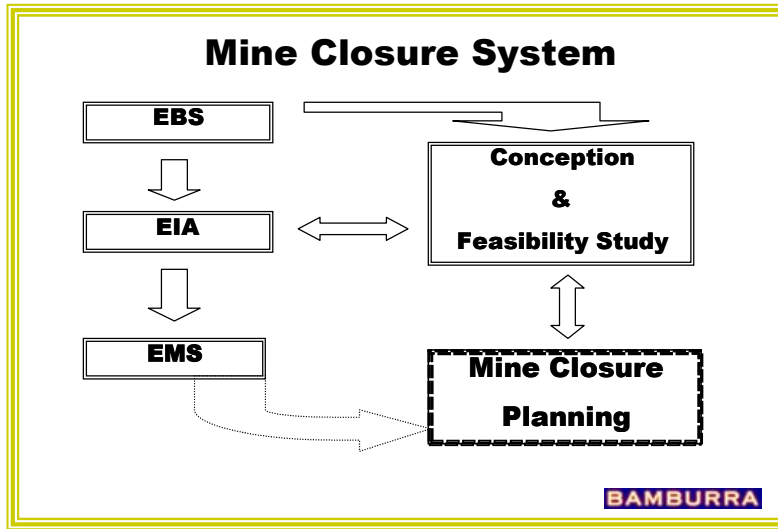 Mine Closure System
EBS
Conception
&
Feasibility Study
EIA
EMS
Mine Closure
Planning
BAMBURRA